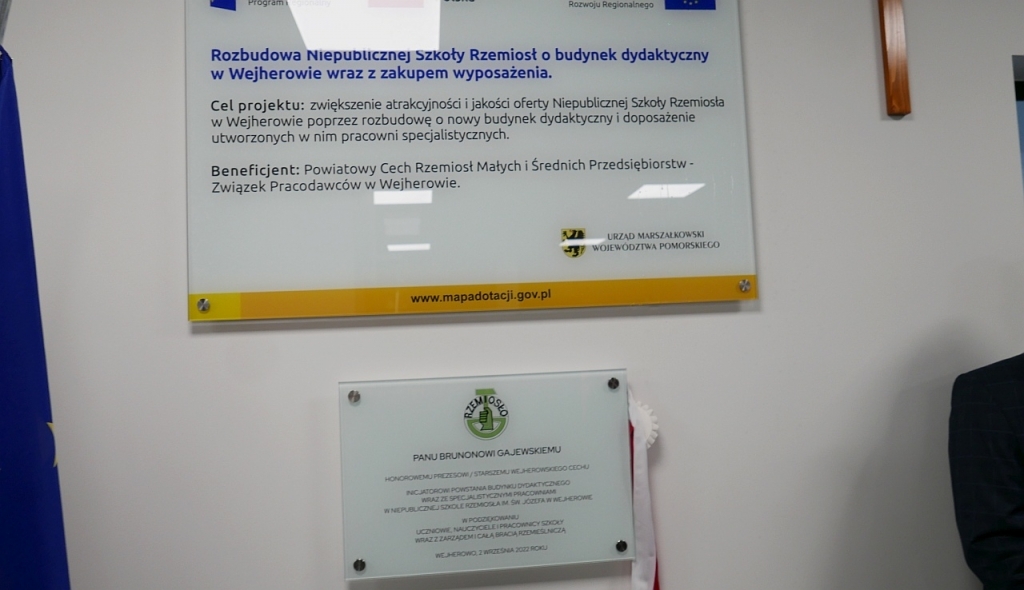 Program Regionalny
Rozwoju Regionalnego
Rozbudowa Niepublicznej Szkoły Rzemiosł o budynek dydaktyczny
w Wejherowie wraz z zakupem wyposażenia.
Cel projektu: zwiększenie atrakcyjności i jakości oferty Niepublicznej Szkoły Rzemiosła
w Wejherowie poprzez rozbudowę o nowy budynek dydaktyczny i doposażenie
utworzonych w nim pracowni specjalistycznych.
Beneficjent: Powiatowy Cech Rzemiosł Małych i Średnich Przedsiębiorstw -
Związek Pracodawców w Wejherowie.
URZĄD MARSZAŁKOWSKI
WOJEWÓDZTWA POMORSKIEGO
www.mapadotacji.gov.pl
RZEMIOSŁO
PANU BRUNONOWI GAJEWSKIEMU
HONOROWEMU PREZESOWI / STARSZEMU WEJHEROWSKIEGO CECHU
INICJATOROWI POWSTANIA BUDYNKU DYDAKTYCZNEGO
WRAZ ZE SPECJALISTYCZNYMI PRACOWNIAMI
W NIEPUBLICZNEJ SZKOLE RZEMIOSŁA IM. ŚW. JÓZEFA W WEJHEROWIE
W PODZIĘKOWANIU
UCZNIOWIE, NAUCZYCIELE I PRACOWNICY SZKOŁY
WRAZ Z ZARZĄDEM I CAŁĄ BRACIĄ RZEMIEŚLNICZĄ
WEJHEROWO, 2 WRZEŚNIA 2022 ROKU